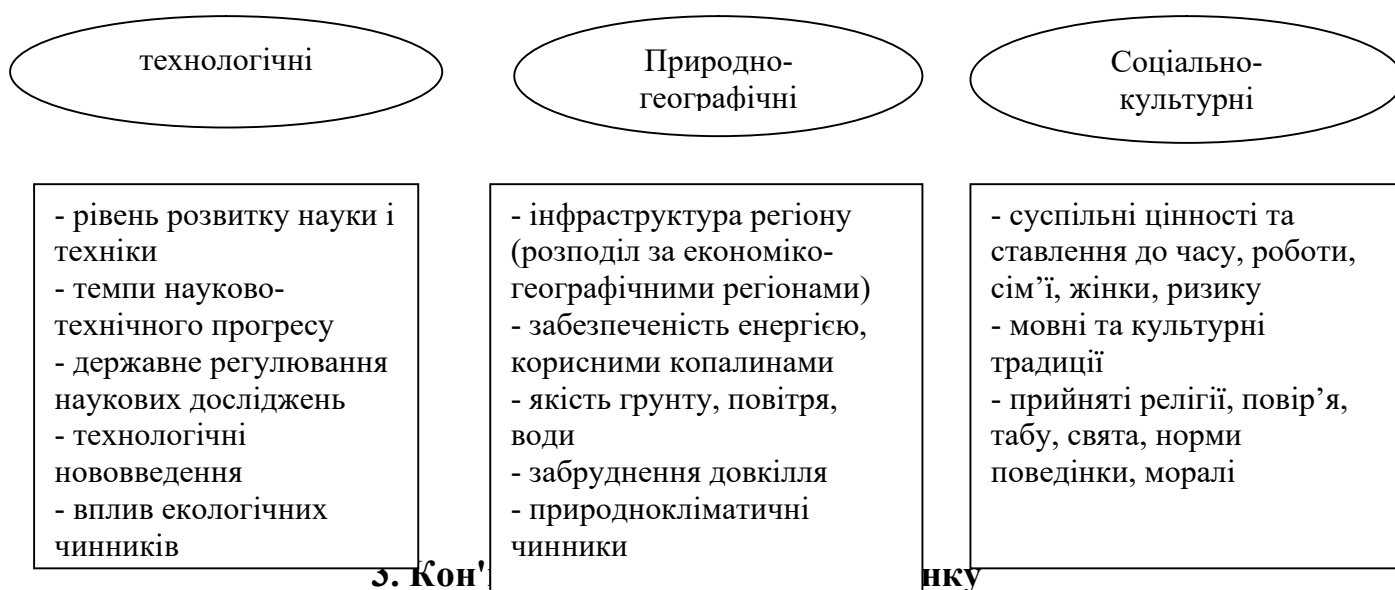 технологічні
Природно-
географічні
Соціально-
культурні
- рівень розвитку науки і
техніки
- темпи науково-
технічного прогресу
- державне регулювання
наукових досліджень
- технологічні
нововведення
- вплив екологічних
чинників
- інфраструктура регіону
(розподіл за економіко-
географічними регіонами)
- забезпеченість енергією,
корисними копалинами
- якість грунту, повітря,
води
- забруднення довкілля
- природнокліматичні
чинники
- суспільні цінності та
ставлення до часу, роботи,
сім’ї, жінки, ризику
- мовні та культурні
традиції
- прийняті релігії, повір’я,
табу, свята, норми
поведінки, моралі